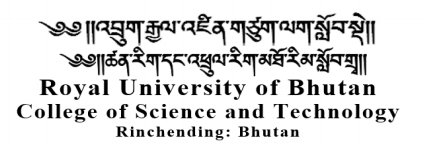 ༄༅།།འབྲུག་རྒྱལ་འཛིན་གཙུག་ལག་སློབ་སྡེ།།
༄༅།།ཚན་རིག་དང་འཕྲུལ་རིག་མཐོ་རིམ་སློབ་གྲྭ།།
Royal University of Bhutan
College of Science and Technology
Rinchending: Bhutan